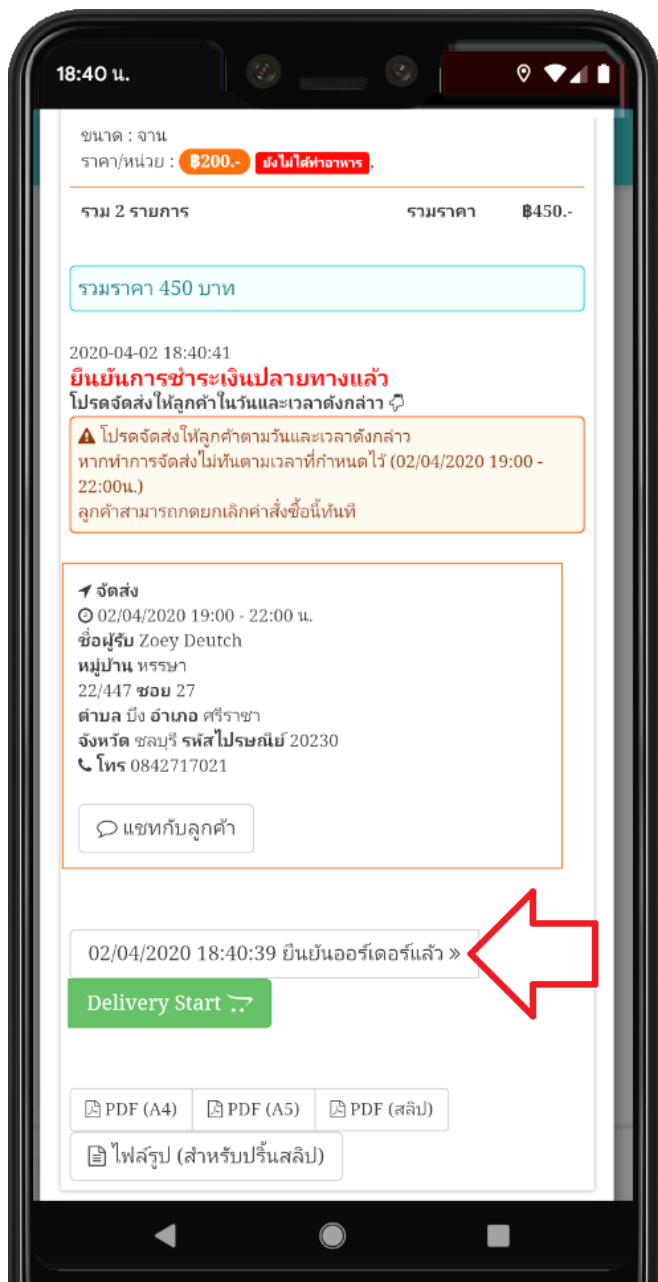 18:40 น.
ขนาด : จาน
ราคา/หน่วย : ฿200.- ยังไม่ได้ทำอาหาร ,
รวม 2 รายการ รวมราคา ฿450.-
รวมราคา 450 บาท
2020-04-02 18:40:41
ยืนยันการชำระเงินปลายทางแล้ว
โปรดจัดส่งให้ลูกค้าในวันและเวลาดังกล่าว
โปรดจัดส่งให้ลูกค้าตามวันและเวลาดังกล่าว
หากทำการจัดส่งไม่ทันตามเวลาที่กำหนดไว้ (02/04/2020 19:00 -
22:00น.)
ลูกค้าสามารถกดยกเลิกคำสั่งซื้อนี้ทันที
จัดส่ง
02/04/2020 19:00 - 22:00 น.
ชื่อผู้รับ Zoey Deutch
หมู่บ้าน หรรษา
22/447 ซอย 27
ตำบล บึง อำเภอ ศรีราชา
จังหวัด ชลบุรี รหัสไปรษณีย์ 20230
โทร 0842717021
แชทกับลูกค้า
02/04/2020 18:40:39 ยืนยันออร์เดอร์แล้ว »
Delivery Start
PDF (A4) PDF (A5) PDF (สลิป)
ไฟล์รูป (สำหรับปริ้นสลิป)